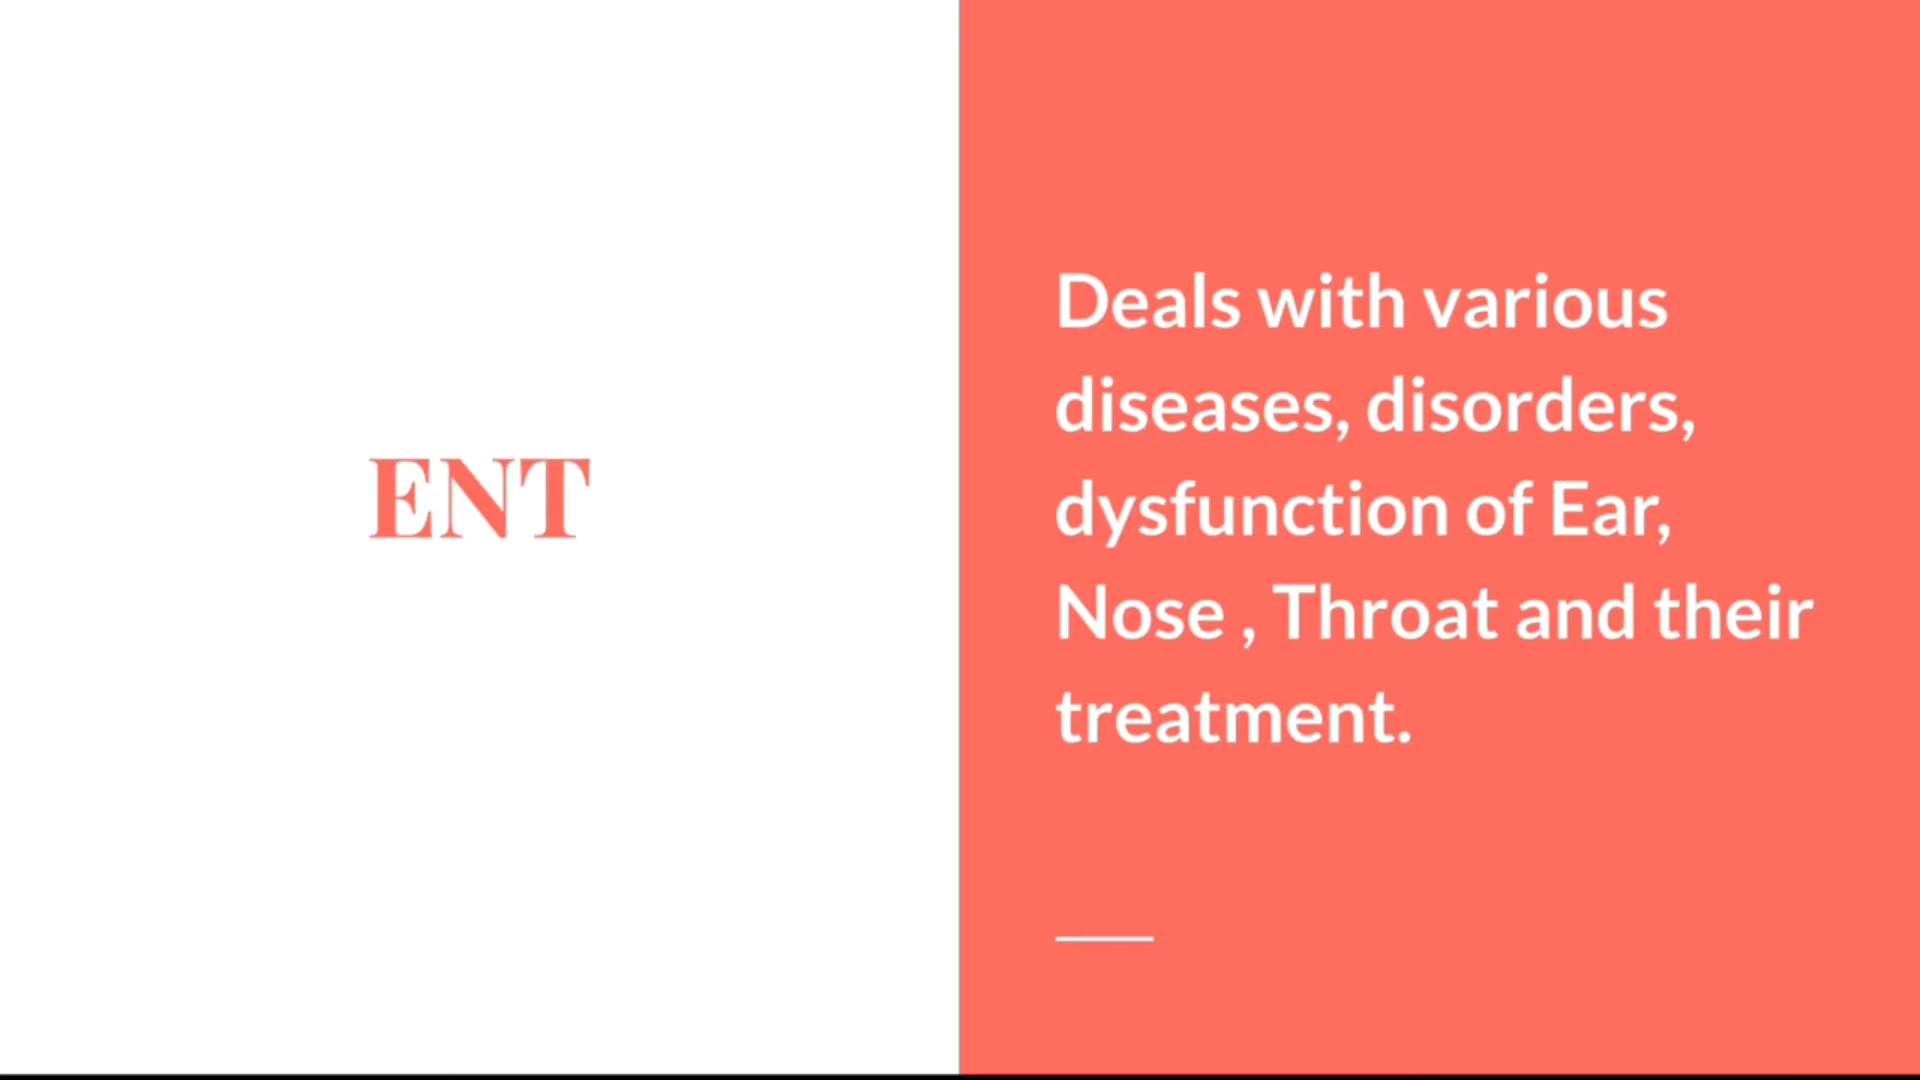 ENT
Deals with various
diseases, disorders,
dysfunction of Ear,
Nose , Throat and their
treatment.